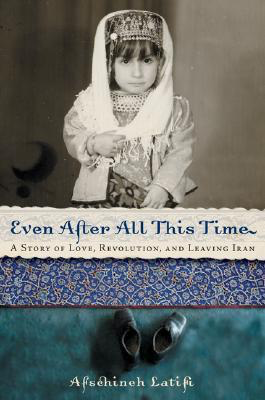 Even After All This Time
A Story of Love, Revolution, and Leaving Iran
Afschineh Latifi